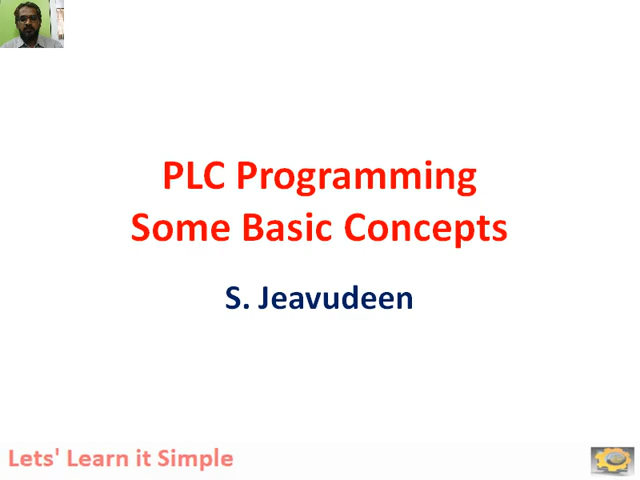 PLC Programming
Some Basic Concepts
S. Jeavudeen
Lets' Learn it Simple